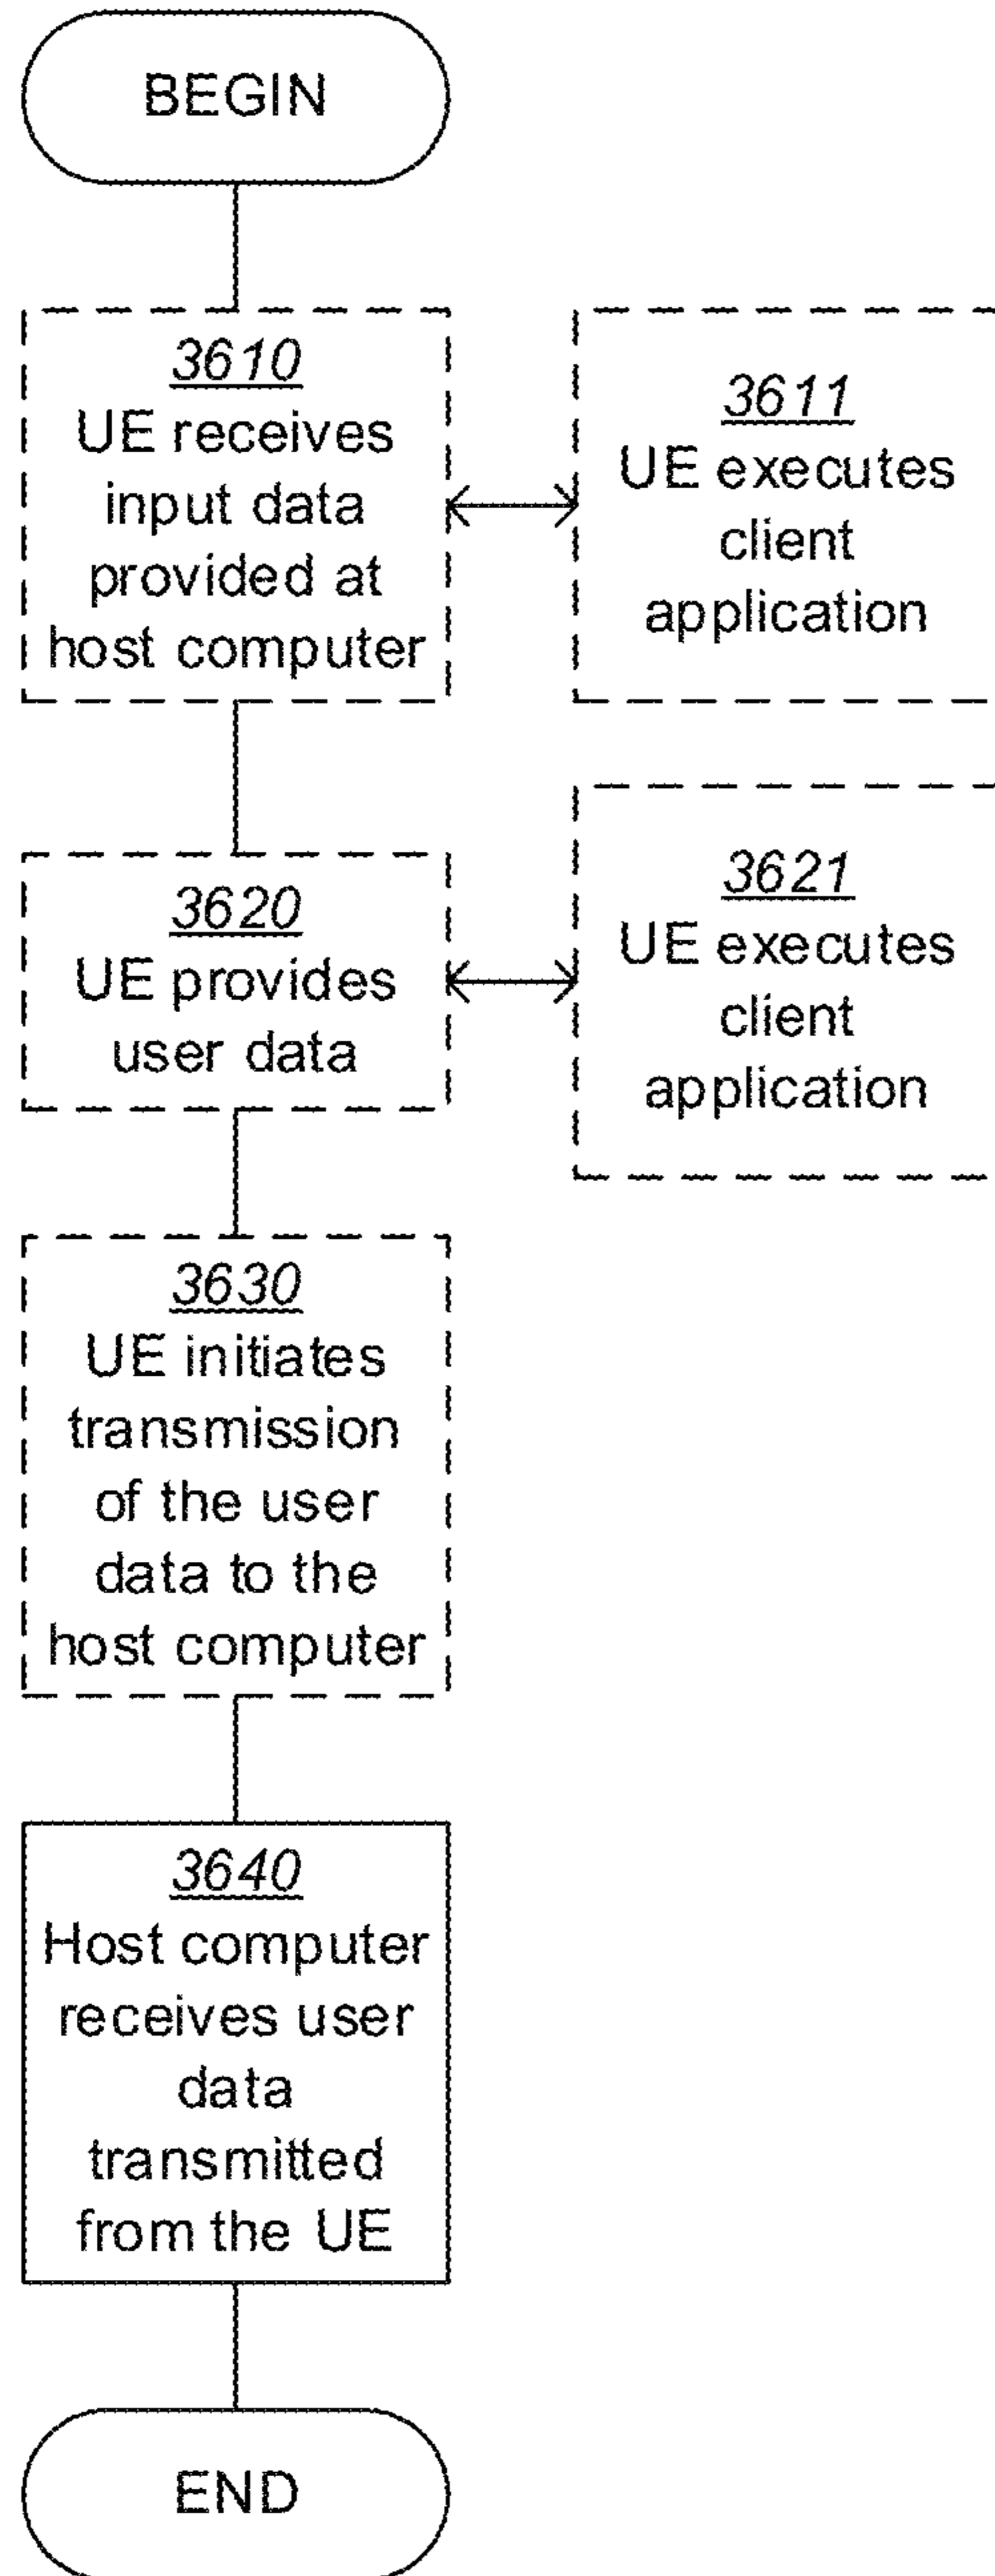 BEGIN
3610
UE receives
input data
provided at
host computer
3611
UE executes
client
application
3620
UE provides
user data
3621
UE executes
client
application
3630
UE initiates
transmission
of the user
data to the
host computer
3640
Host computer
receives user
data
transmitted
from the UE
END